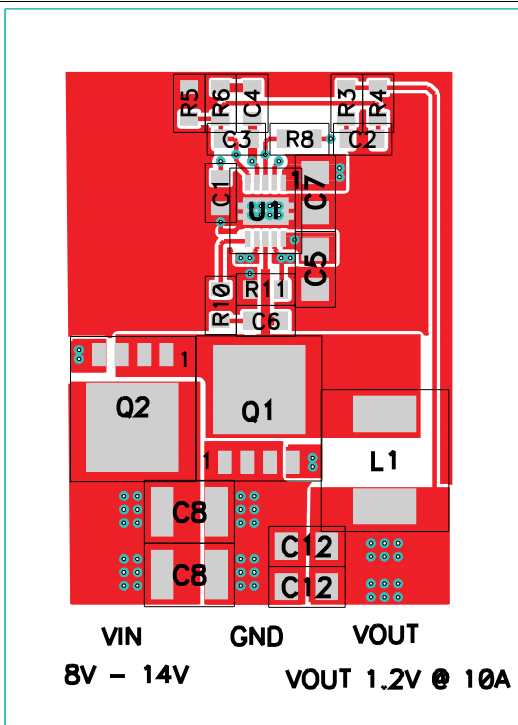 R5 R6 C4 R3 R4
C3 R8 C2
C1 U1 1 C7
C5
R10 R11
C6
1
Q2 Q1
1 L1
C8 C12
C8 C12
VIN GND VOUT
8V - 14V VOUT 1.2V @ 10A